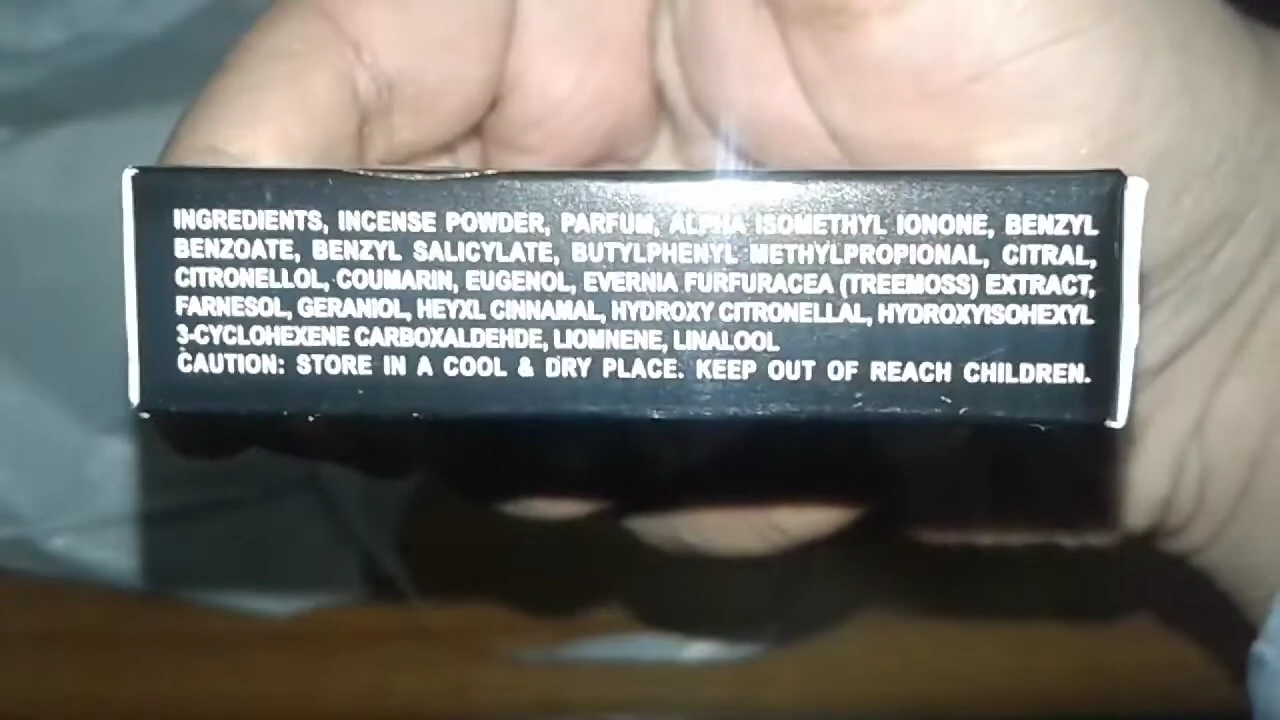 INGREDIENTS, INCENSE POWDER, PARFUM, ALPHA ISOMETHYL IONONE, BENZYL
BENZOATE, BENZYL SALICYLATE, BUTYLPHENYL METHYLPROPIONAL, CITRAL,
CITRONELLOL, COUMARIN, EUGENOL, EVERNIA FURFURACEA (TREEMOSS) EXTRACT,
FARNESOL, GERANIOL, HEYXL CINNAMAL, HYDROXY CITRONELLAL, HYDROXYISOHEXYL
3-CYCLOHEXENE CARBOXALDEHDE, LIOMNENE, LINALOOL
CAUTION: STORE IN A COOL & DRY PLACE. KEEP OUT OF REACH CHILDREN.